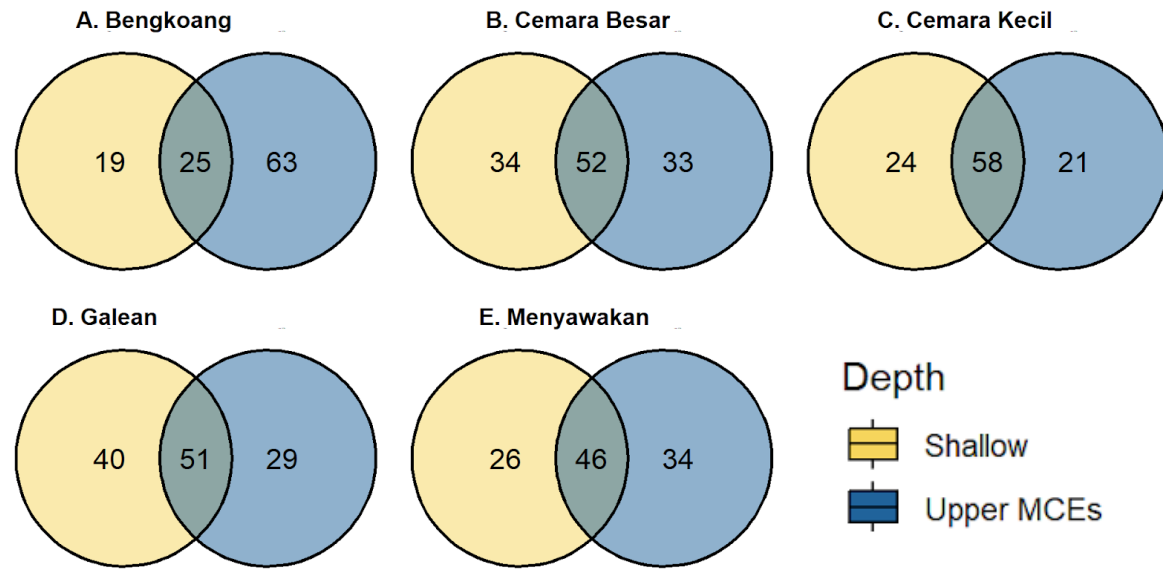 A. Bengkoang
B. Cemara Besar
C. Cemara Kecil
19 25 63
34 52 33
24 58 21
D. Galean
E. Menyawakan
40 51 29
26 46 34
Depth
Shallow
Upper MCEs